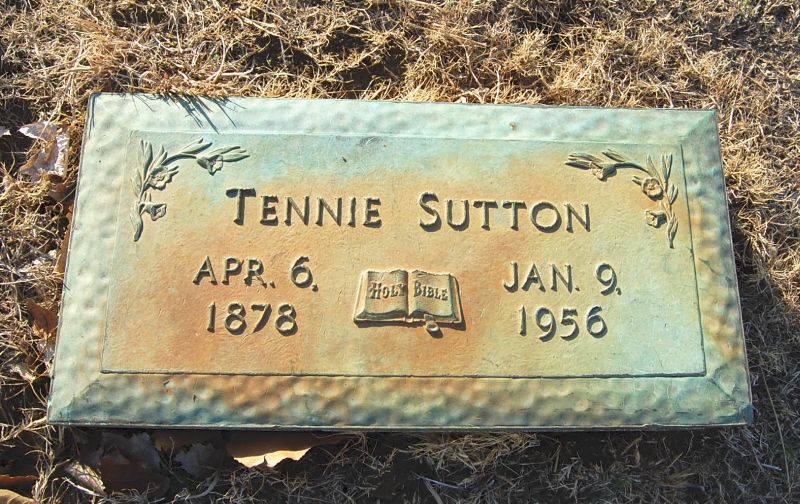 TENNIE SUTTON
APR. 6, JAN. 9,
1878 1956
HOLY BIBLE